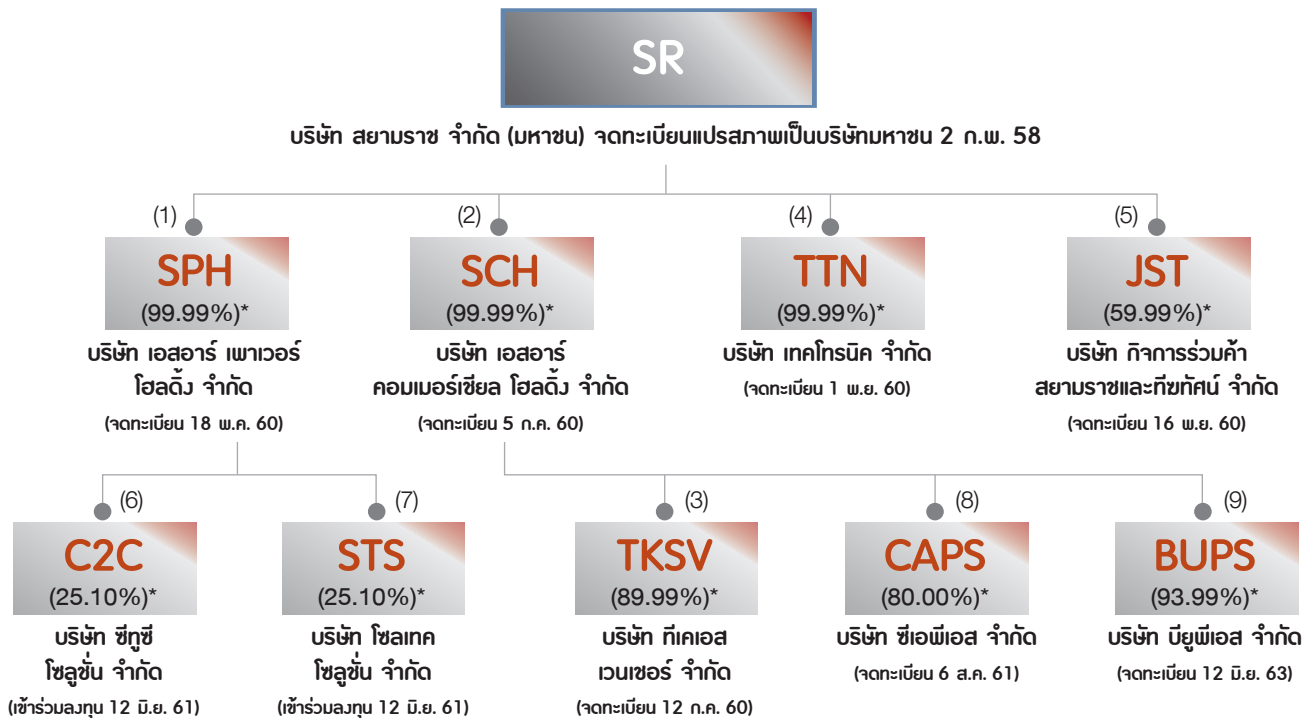 SR
บริษัท สยามราช จำกัด (มหาชน) จดทะเบียนแปรสภาพเป็นบริษัทมหาชน 2 ก.พ. 58
(1)
SPH
(99.99%)*
บริษัท เอสอาร์ เพาเวอร์
โฮลดิ้ง จำกัด
(จดทะเบียน 18 พ.ค. 60)
(2)
SCH
(99.99%)*
บริษัท เอสอาร์
คอมเมอร์เชียล โฮลดิ้ง จำกัด
(จดทะเบียน 5 ก.ค. 60)
(4)
TTN
(99.99%)*
บริษัท เทคโทรนิค จำกัด
(จดทะเบียน 1 พ.ย. 60)
(5)
JST
(59.99%)*
บริษัท กิจการร่วมค้า
สยามราชและทีฆทัศน์ จำกัด
(จดทะเบียน 16 พ.ย. 60)
(6)
C2C
(25.10%)*
บริษัท ซีทูซี
โซลูชั่น จำกัด
(เข้าร่วมลงทุน 12 มิ.ย. 61)
(7)
STS
(25.10%)*
บริษัท โซลเทค
โซลูชั่น จำกัด
(เข้าร่วมลงทุน 12 มิ.ย. 61)
(3)
TKSV
(89.99%)*
บริษัท ทีเคเอส
เวนเชอร์ จำกัด
(จดทะเบียน 12 ก.ค. 60)
(8)
CAPS
(80.00%)*
บริษัท ซีเอพีเอส จำกัด
(จดทะเบียน 6 ส.ค. 61)
(9)
BUPS
(93.99%)*
บริษัท บียูพีเอส จำกัด
(จดทะเบียน 12 มิ.ย. 63)